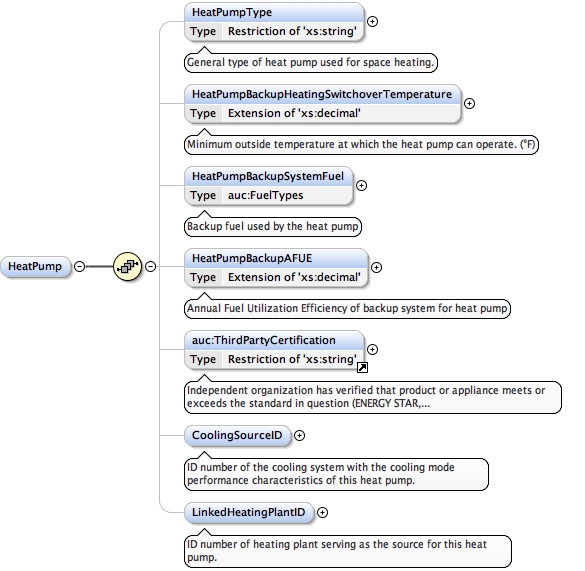 HeatPumpType
Type Restriction of 'xs:string'
General type of heat pump used for space heating.
HeatPumpBackupHeatingSwitchoverTemperature
Type Extension of 'xs:decimal'
Minimum outside temperature at which the heat pump can operate. (°F)
HeatPumpBackupSystemFuel
Type auc:FuelTypes
Backup fuel used by the heat pump
HeatPump
HeatPumpBackupAFUE
Type Extension of 'xs:decimal'
Annual Fuel Utilization Efficiency of backup system for heat pump
auc:ThirdPartyCertification
Type Restriction of 'xs:string'
Independent organization has verified that product or appliance meets or
exceeds the standard in question (ENERGY STAR,...
CoolingSourceID
ID number of the cooling system with the cooling mode
performance characteristics of this heat pump.
LinkedHeatingPlantID
ID number of heating plant serving as the source for this heat
pump.